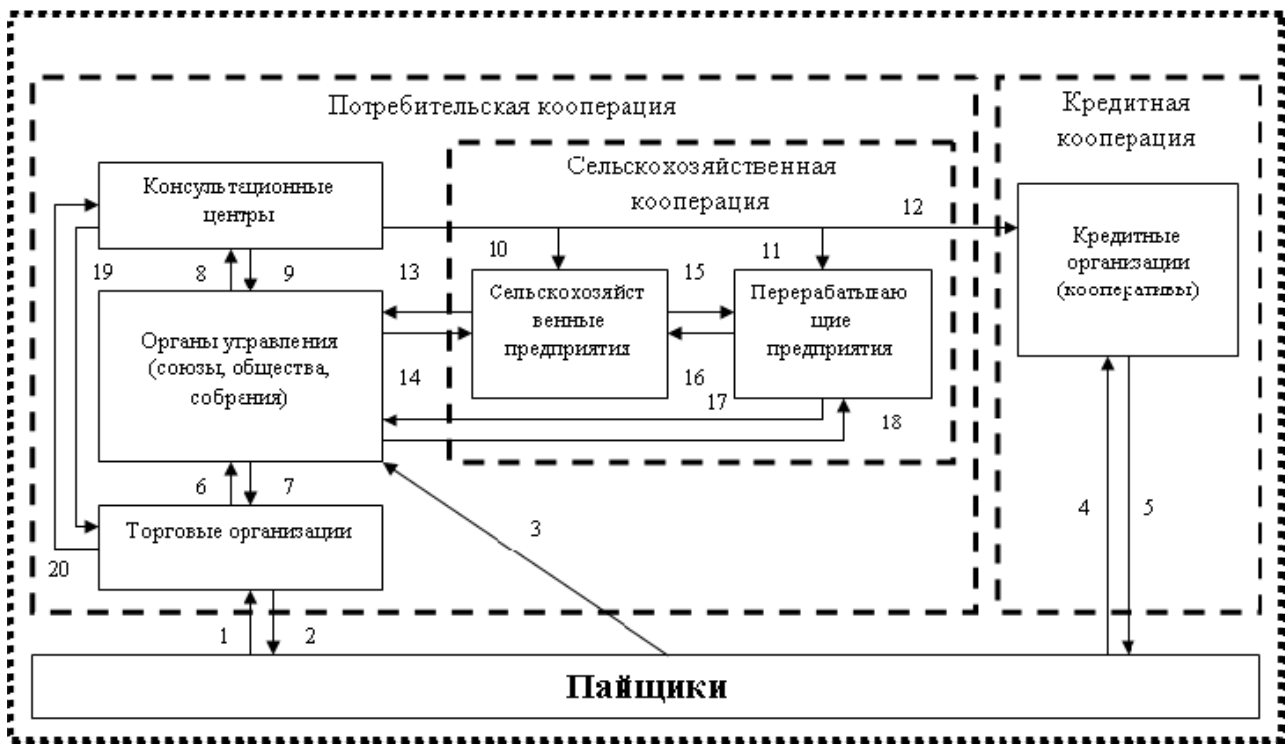 Потребительская кооперация
Кредитная
кооперация
Сельскохозяйственная
кооперация
Консультационные
центры
12
Кредитные
организации
(кооперативы)
19
8
9
13
10
15
11
Органы управления
(союзы, общества,
собрания)
Сельскохозяйст
венные
предприятия
Перерабатываю
щие
предприятия
14
16
17
18
6
7
Торговые организации
3
4
5
20
1
2
Пайщики